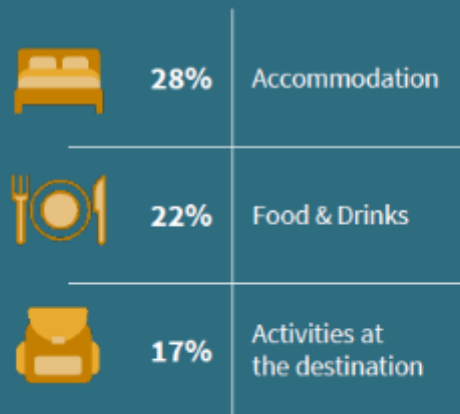 28% Accommodation
22% Food & Drinks
17% Activities at
the destination